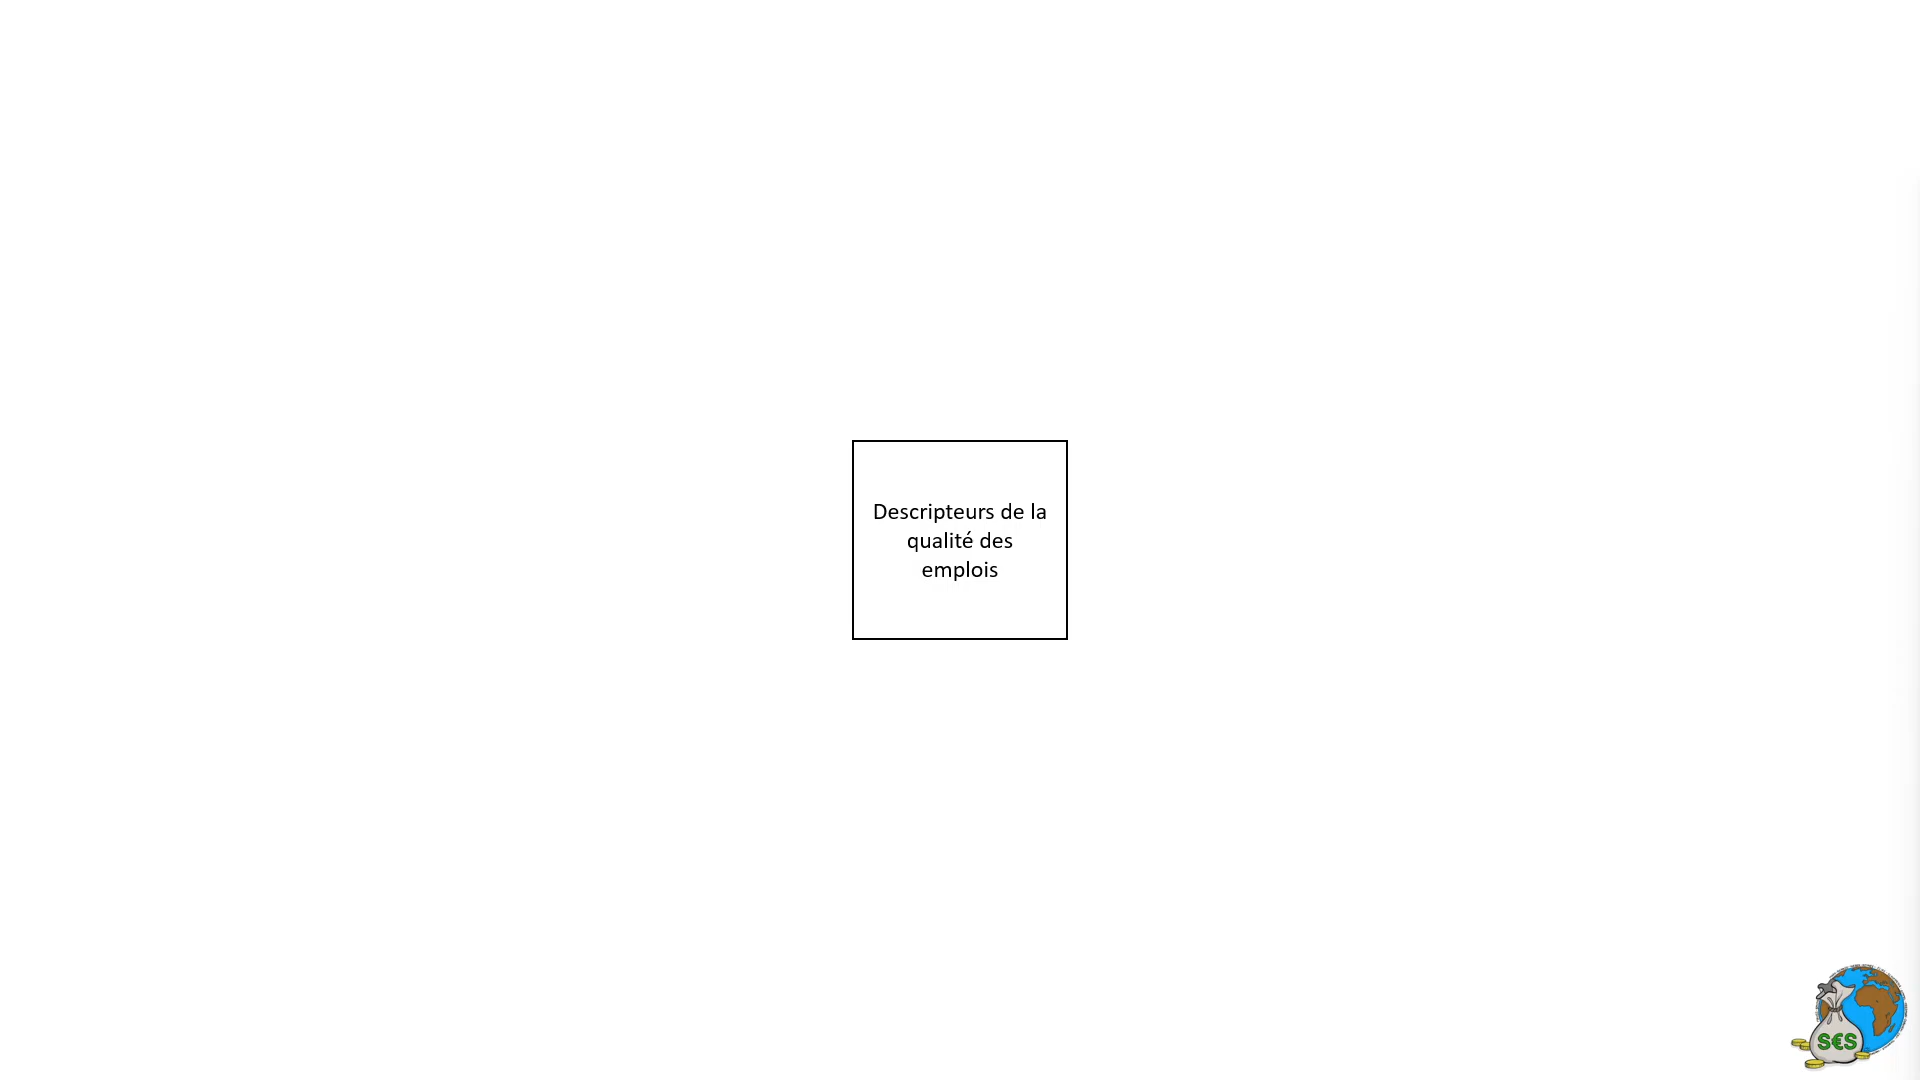 Descripteurs de la
qualité des
emplois
S€S